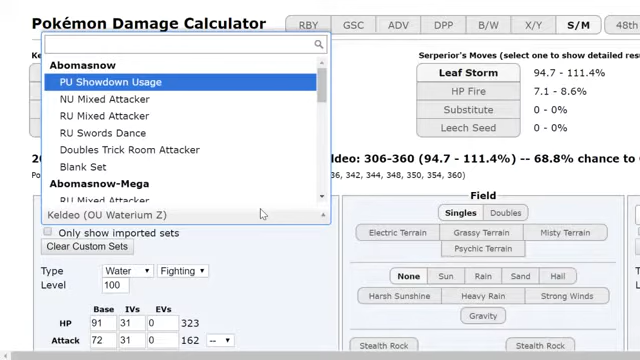 Pokémon Damage Calculator
RBY GSC ADV DPP B/W X/Y S/M 48th
Abomasnow
PU Showdown Usage
NU Mixed Attacker
RU Mixed Attacker
RU Swords Dance
Doubles Trick Room Attacker
Blank Set
Abomasnow-Mega
RU Mixed Attacker
Keldeo (OU Waterium Z)
Only show imported sets
Clear Custom Sets
Type Water Fighting
Level 100
Base IVs EVs
HP 91 31 0 323
Attack 72 31 0 162 --
Serperior's Moves (select one to show detailed resu
Leaf Storm 94.7 - 111.4%
HP Fire 7.1 - 8.6%
Substitute 0 - 0%
Leech Seed 0 - 0%
ldeo: 306-360 (94.7 - 111.4%) -- 68.8% chance to
36, 342, 344, 348, 350, 354, 360)
Field
Singles Doubles
Electric Terrain Grassy Terrain Misty Terrain
Psychic Terrain
None Sun Rain Sand Hail
Harsh Sunshine Heavy Rain Strong Winds
Gravity
Stealth Rock Stealth Rock